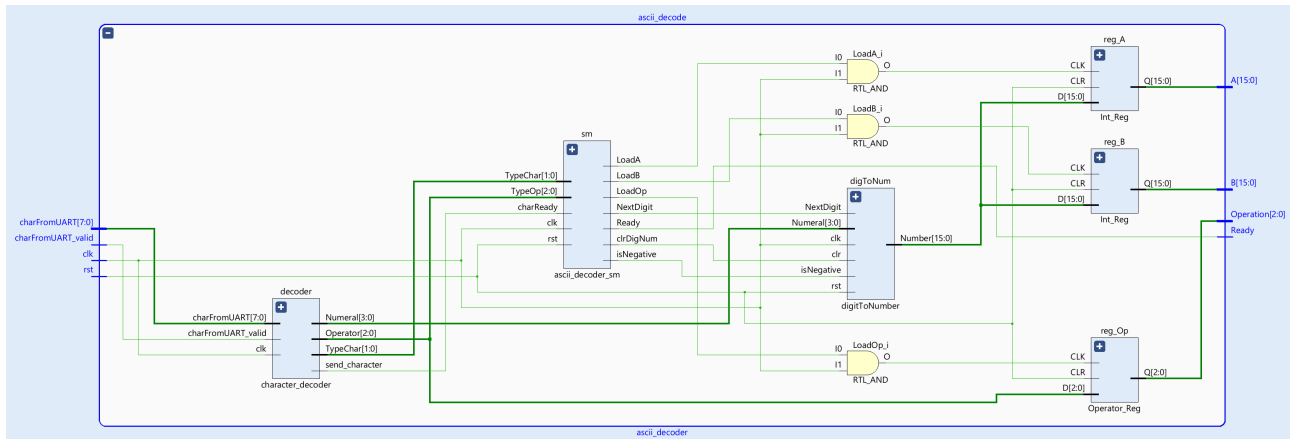 ascii_decode
charFromUART[7:0]
charFromUART_valid
clk
rst
decoder
charFromUART[7:0]
charFromUART_valid
clk
Numeral[3:0]
Operator[2:0]
TypeChar[1:0]
send_character
character_decoder
sm
TypeChar[1:0]
TypeOp[2:0]
charReady
clk
rst
LoadA
LoadB
LoadOp
NextDigit
Ready
clrDigNum
isNegative
ascii_decoder_sm
LoadA_i
I0
I1
O
RTL_AND
LoadB_i
I0
I1
O
RTL_AND
digToNum
NextDigit
Numeral[3:0]
clk
clr
isNegative
rst
Number[15:0]
digitToNumber
LoadOp_i
I0
I1
O
RTL_AND
reg_A
CLK
CLR
D[15:0]
Q[15:0]
Int_Reg
reg_B
CLK
CLR
D[15:0]
Q[15:0]
Int_Reg
reg_Op
CLK
CLR
D[2:0]
Q[2:0]
Operator_Reg
A[15:0]
B[15:0]
Operation[2:0]
Ready
ascii_decoder